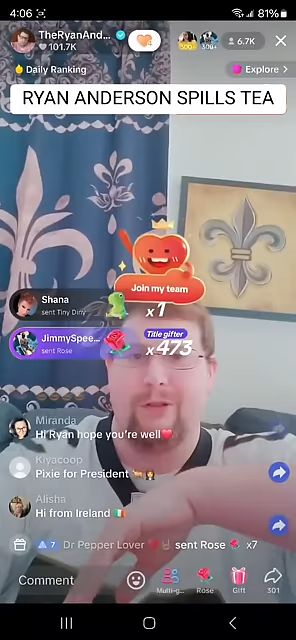 4:06
81%
TheRyanAnd...
101.7K
300+
300+
6.7K
Daily Ranking
Explore >
RYAN ANDERSON SPILLS TEA
Join my team
Shana
sent Tiny Diny
x1
JimmySpee...
sent Rose
Title gifter
x473
Miranda
Hi Ryan hope you're well❤️
Kiyacoop
Pixie for President
Alisha
Hi from Ireland 🇮🇪
7 Dr Pepper Lover sent Rose 🌹 x7
Comment
Multi-g...
Rose
Gift
301